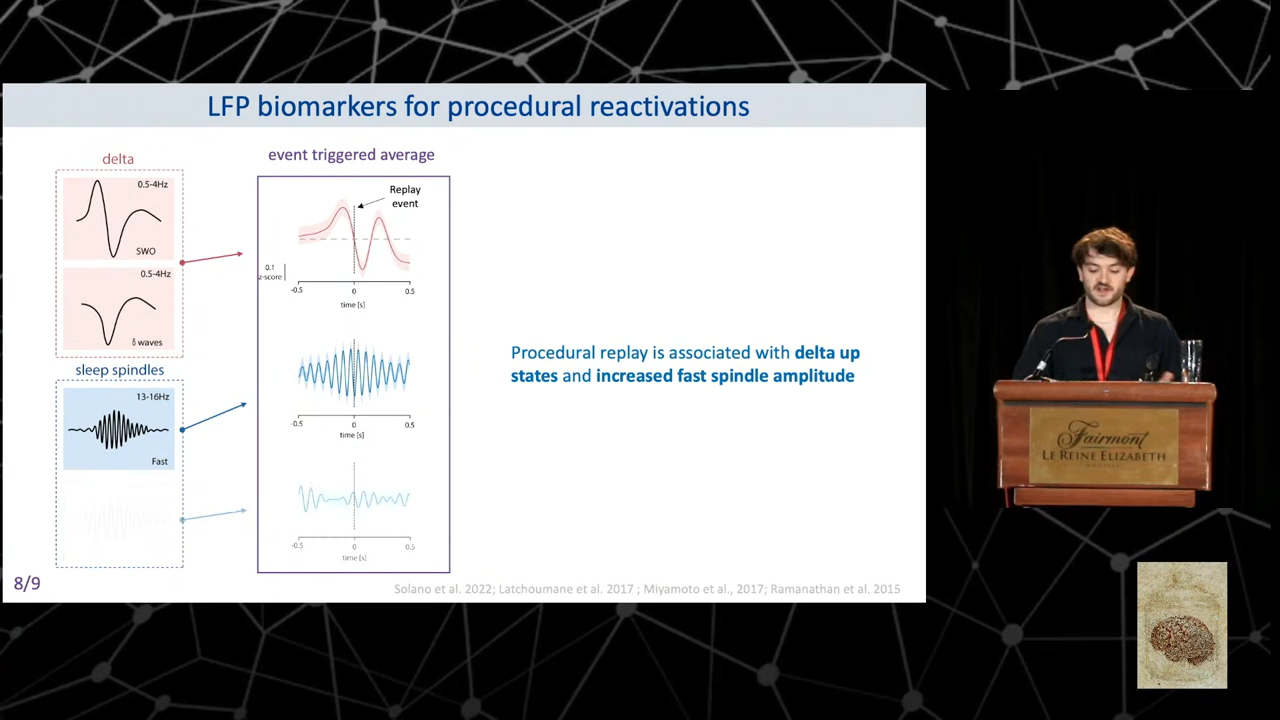 LFP biomarkers for procedural reactivations
delta
event triggered average
0.5-4Hz
SWO
0.5-4Hz
δ waves
sleep spindles
13-16Hz
Fast
Replay
event
0.1
z-score
-0.5
0
0.5
time [s]
-0.5
0
0.5
time [s]
-0.5
0
0.5
time [s]
Procedural replay is associated with delta up
states and increased fast spindle amplitude
8/9
Solano et al. 2022; Latchoumane et al. 2017 ; Miyamoto et al., 2017; Ramanathan et al. 2015
Fairmont
LE REINE ELIZABETH